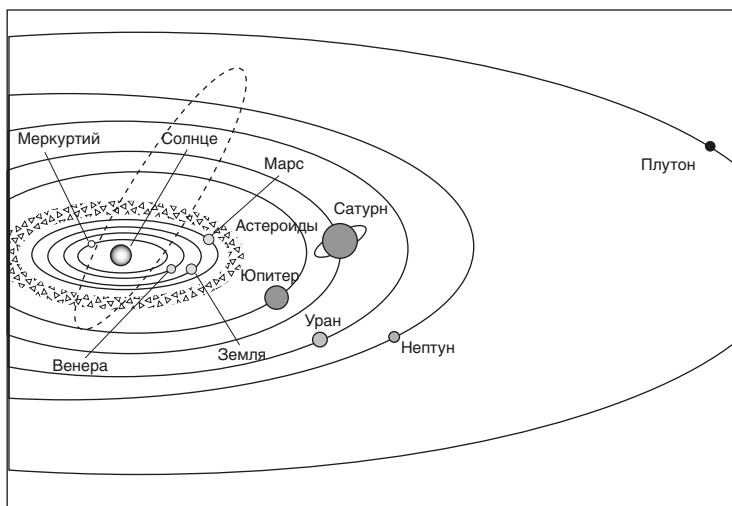 Меркуртий
Солнце
Марс
Плутон
Астероиды
Сатурн
Юпитер
Уран
Нептун
Венера
Земля